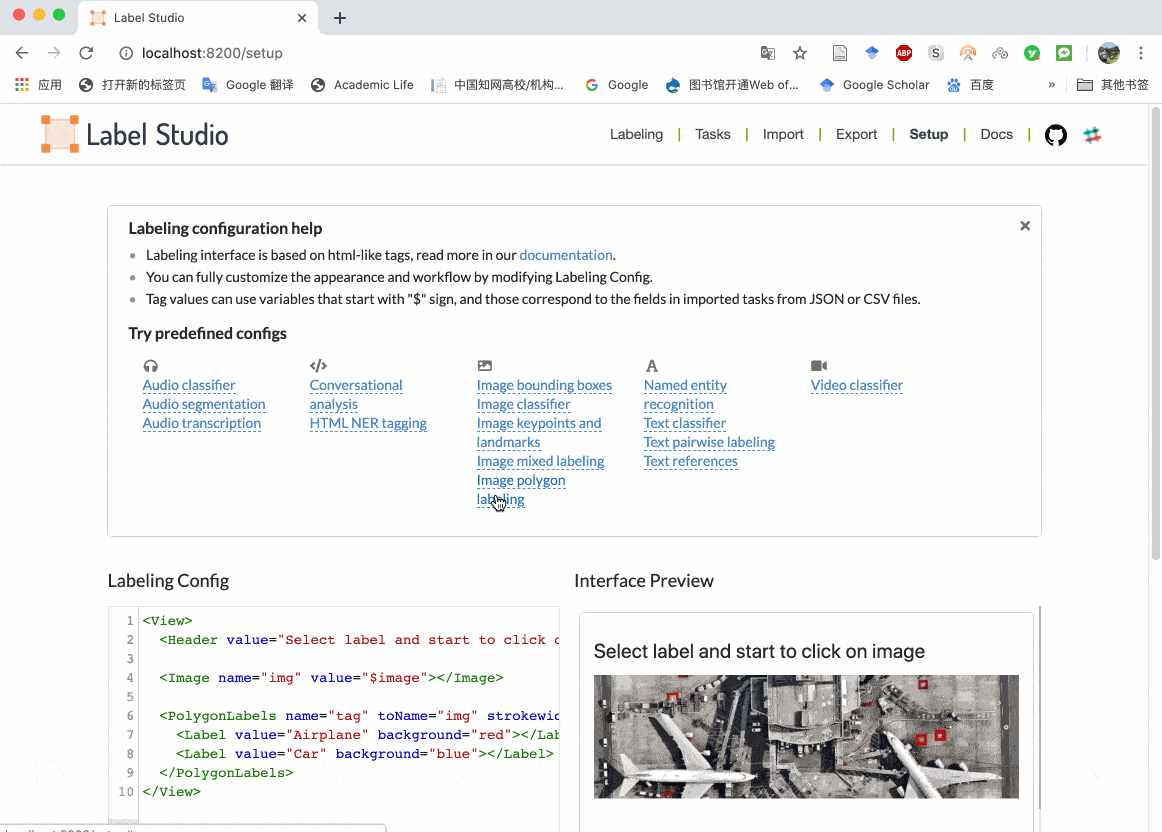 Label Studio
localhost:8200/setup
应用 打开新的标签页 Google 翻译 Academic Life 中国知网高校/机构... Google 图书馆开通Web of... Google Scholar 百度 » 其他书签
Label Studio
Labeling | Tasks | Import | Export | Setup | Docs |
Labeling configuration help
Labeling interface is based on html-like tags, read more in our documentation.
You can fully customize the appearance and workflow by modifying Labeling Config.
Tag values can use variables that start with "$" sign, and those correspond to the fields in imported tasks from JSON or CSV files.
Try predefined configs
Audio classifier
Audio segmentation
Audio transcription
Conversational
analysis
HTML NER tagging
Image bounding boxes
Image classifier
Image keypoints and
landmarks
Image mixed labeling
Image polygon
labeling
Named entity
recognition
Text classifier
Text pairwise labeling
Text references
Video classifier
Labeling Config
1 <View>
2 <Header value="Select label and start to click
3
4 <Image name="img" value="$image"></Image>
5
6 <PolygonLabels name="tag" toName="img"
7 <Label value="Airplane" background="red">
8 <Label value="Car" background="blue"></Label>
9 </PolygonLabels>
10 </View>
Interface Preview
Select label and start to click on image